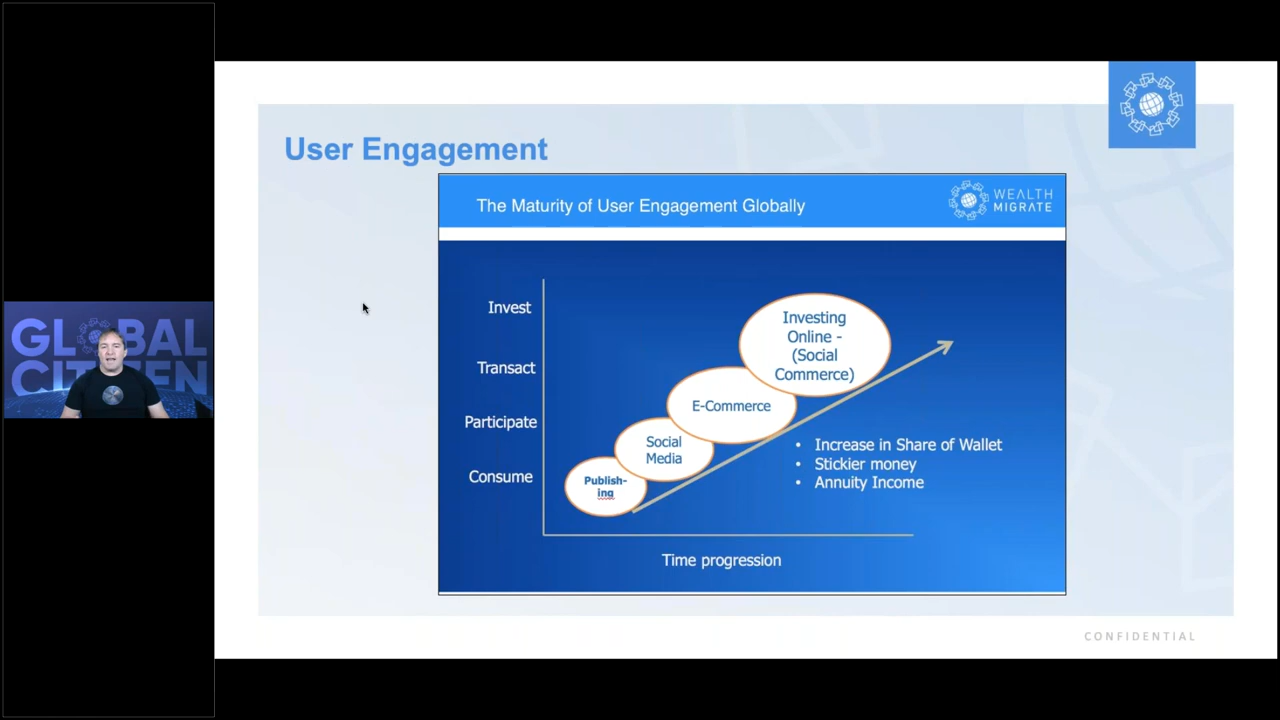 GLOBAL
CITIZEN
User Engagement
The Maturity of User Engagement Globally
WEALTH
MIGRATE
Invest
Transact
Participate
Consume
Investing
Online -
(Social
Commerce)
E-Commerce
Social
Media
Publish-
ing
• Increase in Share of Wallet
• Stickier money
• Annuity Income
Time progression
CONFIDENTIAL